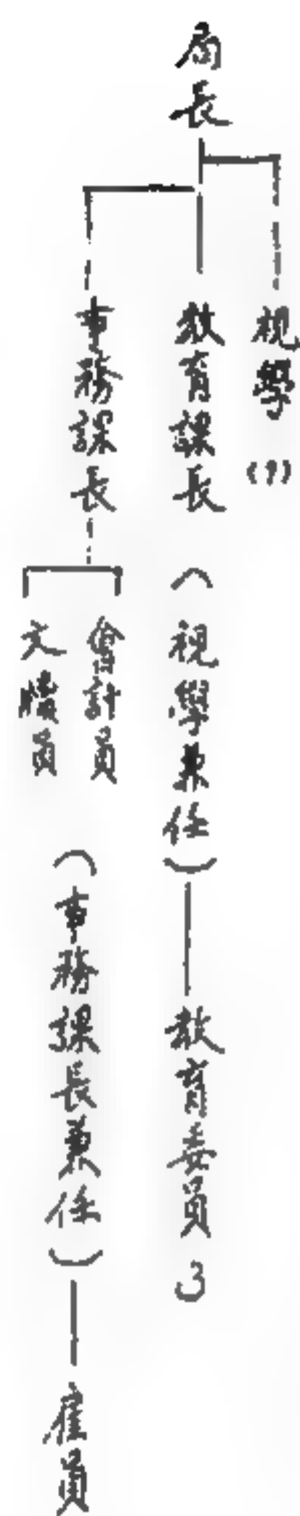 局長
視學 (1)
教育課長 (視學兼任) 教育委員 3
事務課長
會計員
文牘員
(事務課長兼任) 雇員